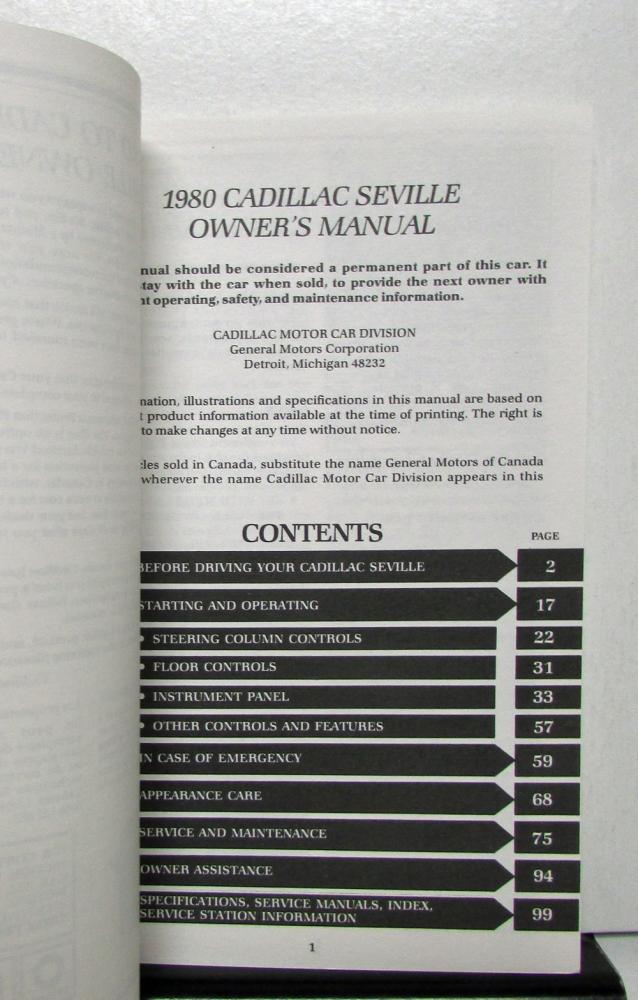 1980 CADILLAC SEVILLE
OWNER'S MANUAL
nual should be considered a permanent part of this car. It
tay with the car when sold, to provide the next owner with
nt operating, safety, and maintenance information.
CADILLAC MOTOR CAR DIVISION
General Motors Corporation
Detroit, Michigan 48232
nation, illustrations and specifications in this manual are based on
t product information available at the time of printing. The right is
to make changes at any time without notice.
cles sold in Canada, substitute the name General Motors of Canada
wherever the name Cadillac Motor Car Division appears in this
CONTENTS PAGE
BEFORE DRIVING YOUR CADILLAC SEVILLE 2
STARTING AND OPERATING 17
• STEERING COLUMN CONTROLS 22
• FLOOR CONTROLS 31
• INSTRUMENT PANEL 33
• OTHER CONTROLS AND FEATURES 57
IN CASE OF EMERGENCY 59
APPEARANCE CARE 68
SERVICE AND MAINTENANCE 75
OWNER ASSISTANCE 94
SPECIFICATIONS, SERVICE MANUALS, INDEX,
SERVICE STATION INFORMATION 99
1